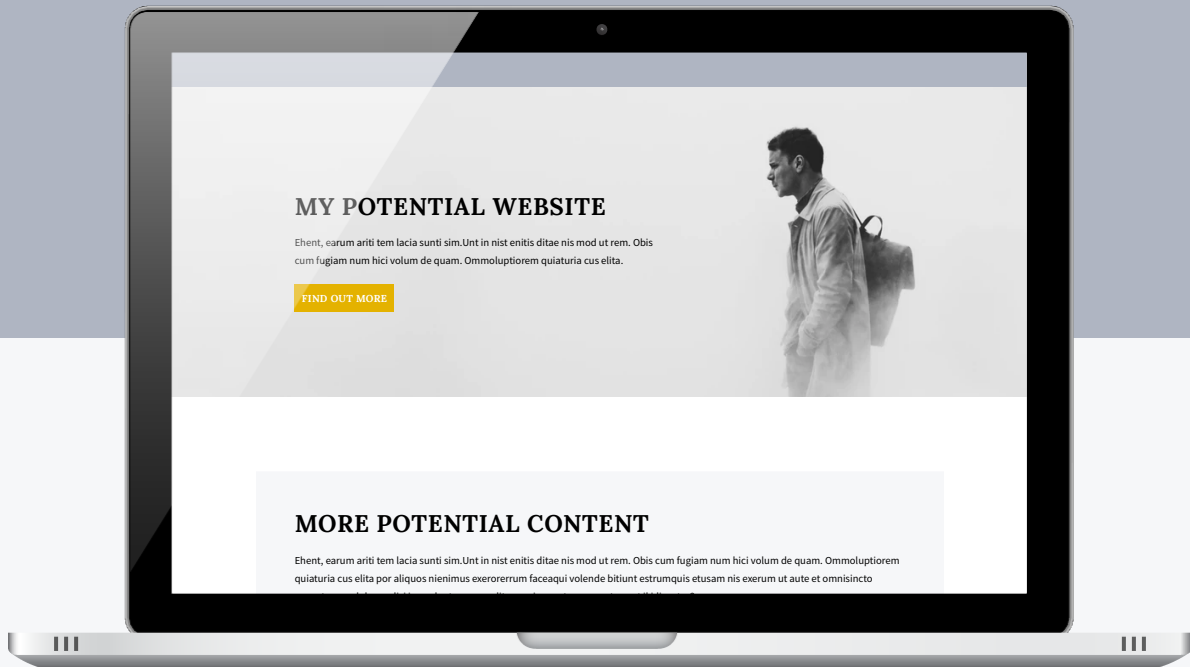 MY POTENTIAL WEBSITE
Ehent, earum ariti tem lacia sunti sim.Unt in nist enitis ditae nis mod ut rem. Obis
cum fugiam num hici volum de quam. Ommoluptiorem quiaturia cus elita.
FIND OUT MORE
MORE POTENTIAL CONTENT
Ehent, earum ariti tem lacia sunti sim.Unt in nist enitis ditae nis mod ut rem. Obis cum fugiam num hici volum de quam. Ommoluptiorem
quiaturia cus elita por aliquos nienimus exerorerrum faceaqui volende bitiunt estrumquis etusam nis exerum ut aute et omnisincto